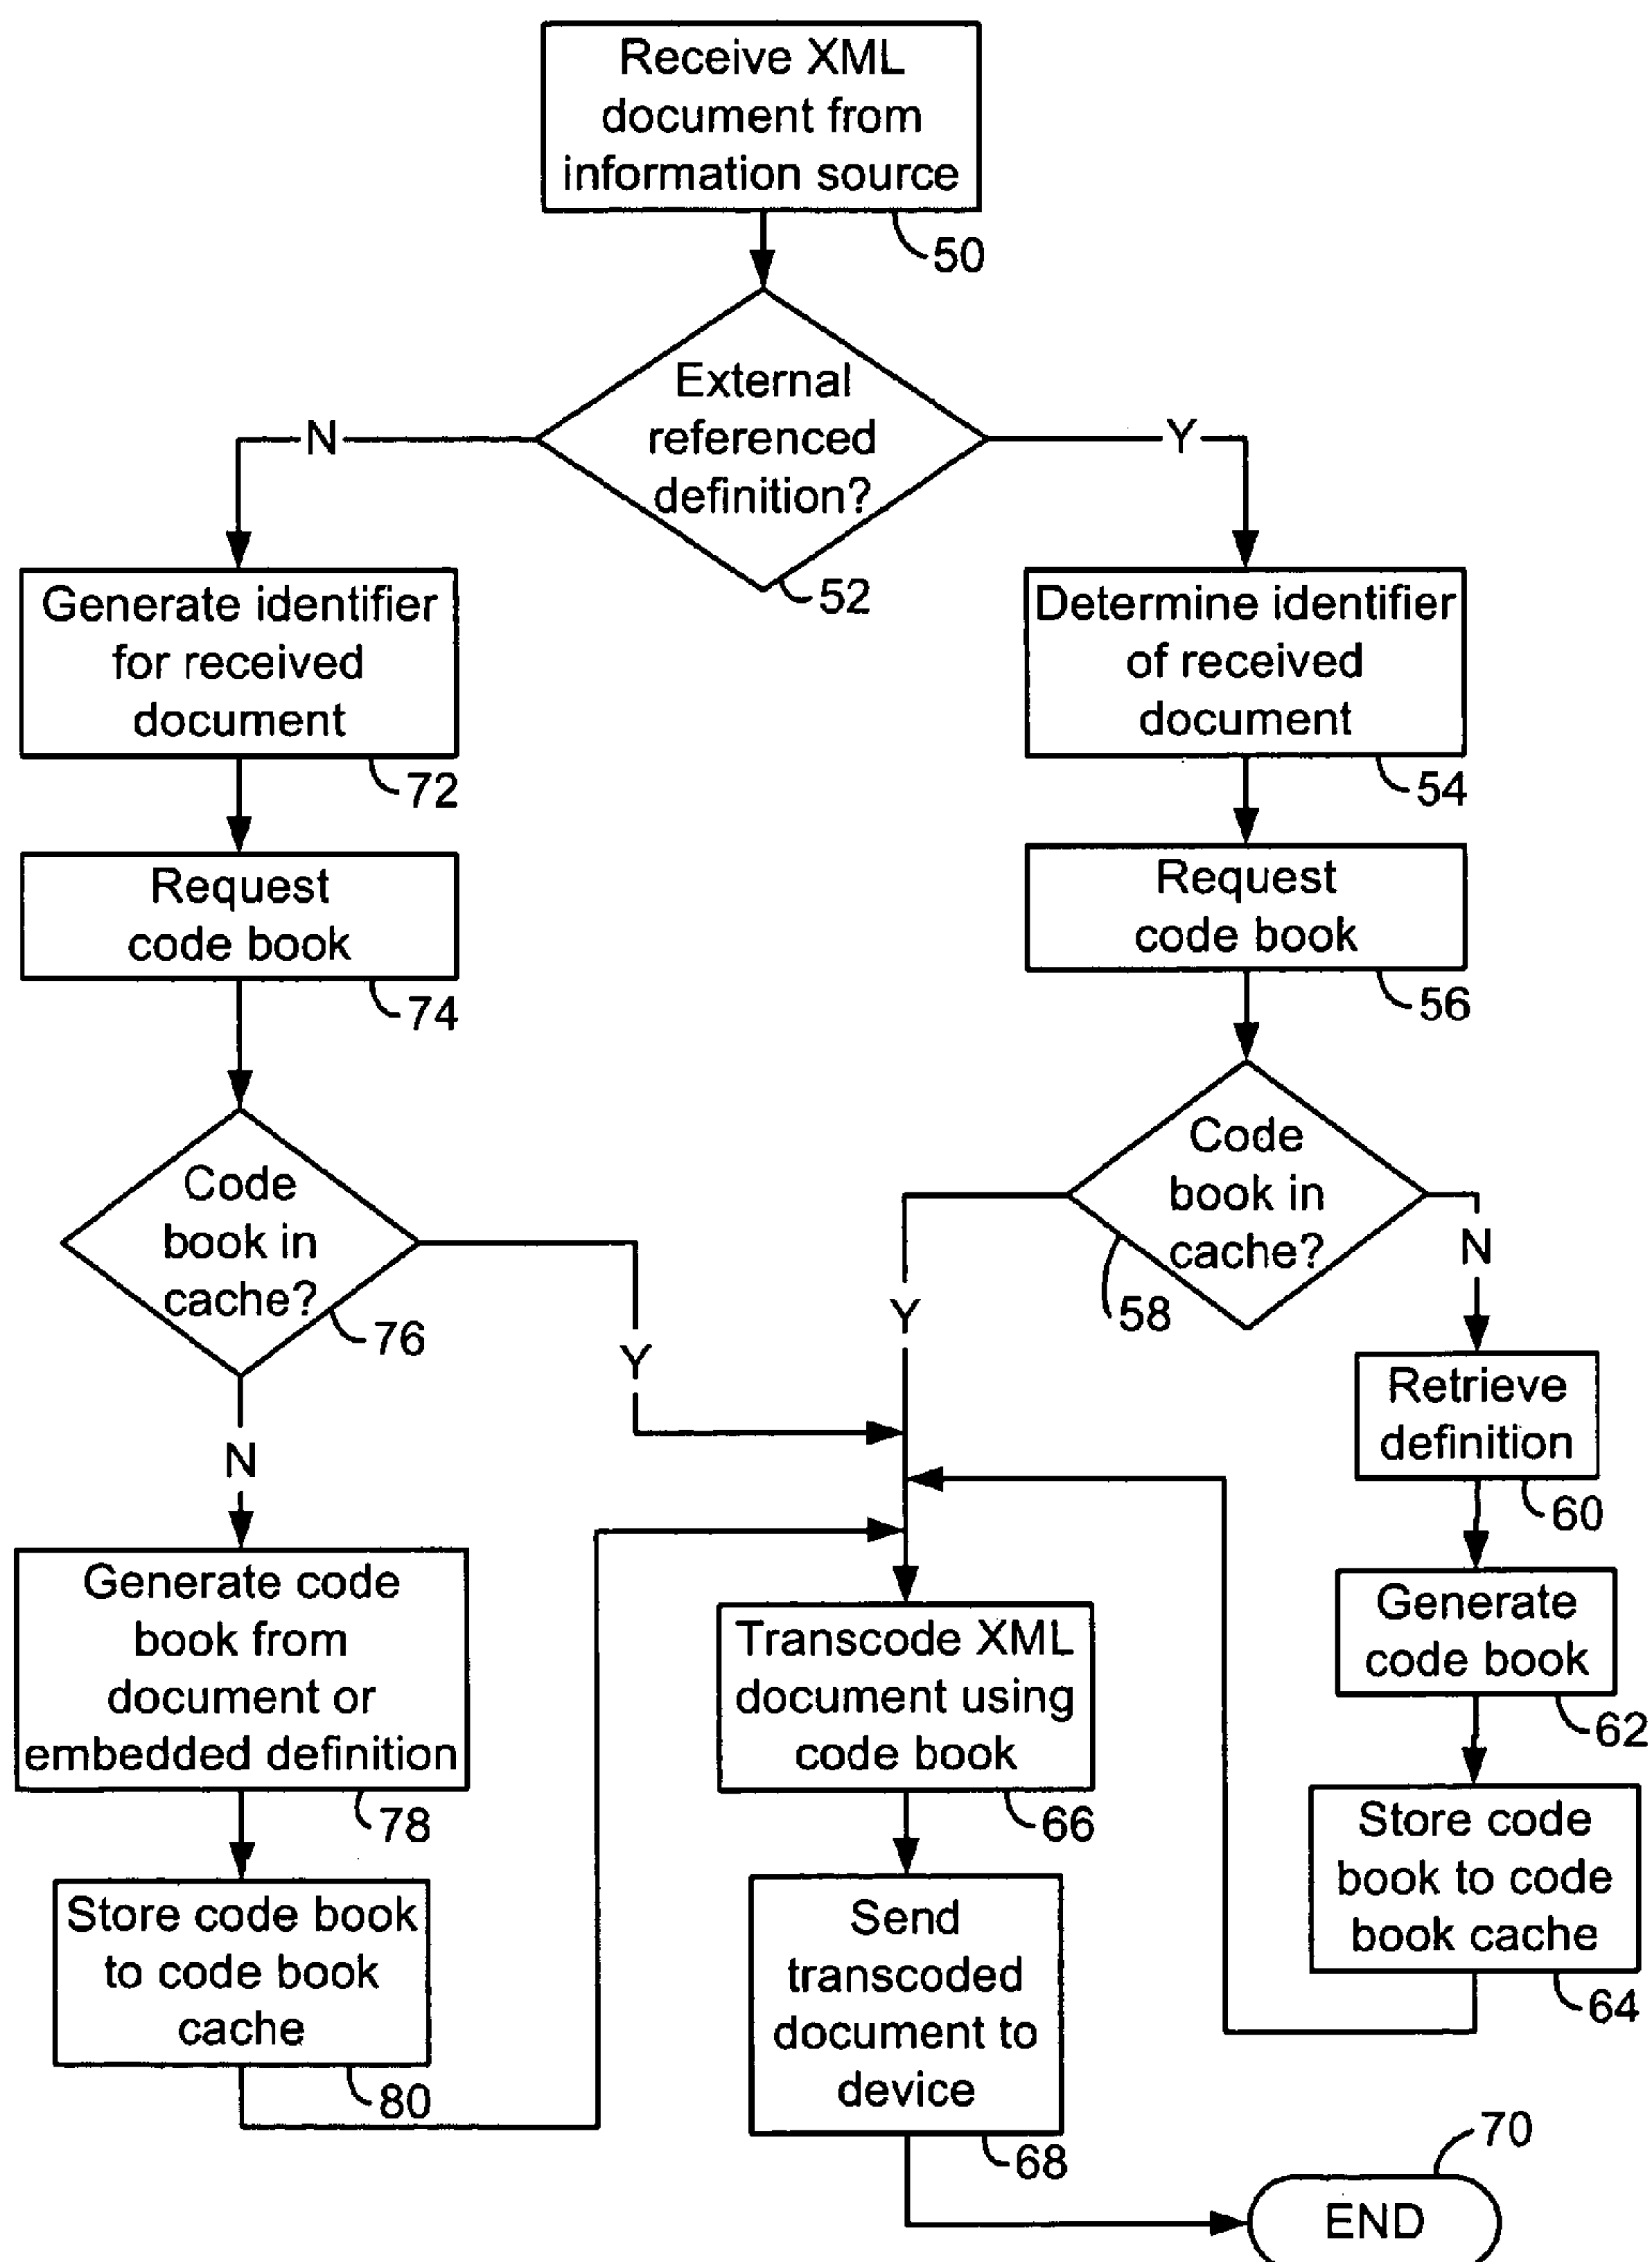 Receive XML
document from
information source
50
External
referenced
definition?
52
N
Y
Generate identifier
for received
document
72
Determine identifier
of received
document
54
Request
code book
74
Request
code book
56
Code
book in
cache?
76
Code
book in
cache?
58
Y
N
Y
N
Retrieve
definition
60
Generate code
book from
document or
embedded definition
78
Generate
code book
62
Transcode XML
document using
code book
66
Store code
book to code
book cache
64
Store code book
to code book
cache
80
Send
transcoded
document to
device
68
70
END